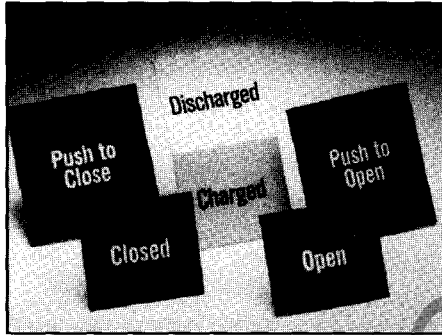 Discharged
Push to
Close
Charged
Push to
Open
Closed
Open